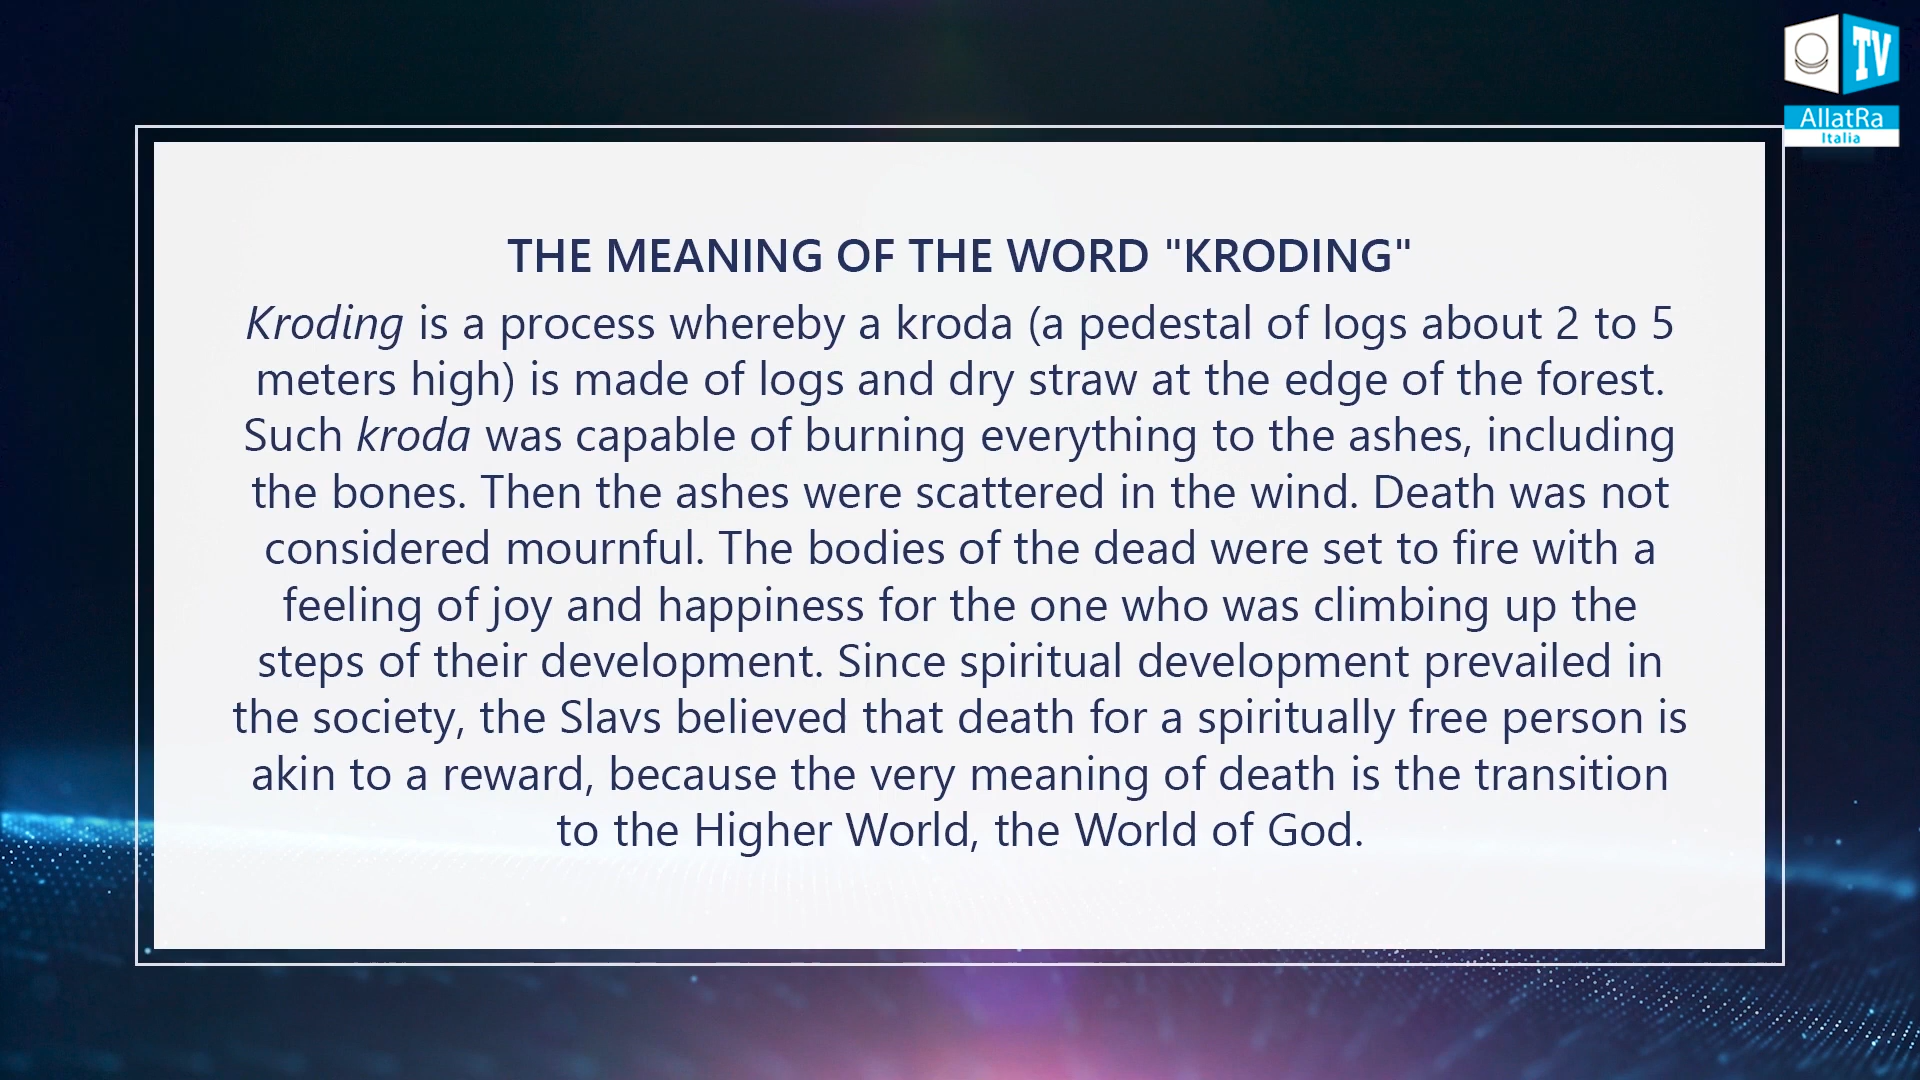 TV
AllatRa
Italia
THE MEANING OF THE WORD "KRODING"
Kroding is a process whereby a kroda (a pedestal of logs about 2 to 5
meters high) is made of logs and dry straw at the edge of the forest.
Such kroda was capable of burning everything to the ashes, including
the bones. Then the ashes were scattered in the wind. Death was not
considered mournful. The bodies of the dead were set to fire with a
feeling of joy and happiness for the one who was climbing up the
steps of their development. Since spiritual development prevailed in
the society, the Slavs believed that death for a spiritually free person is
akin to a reward, because the very meaning of death is the transition
to the Higher World, the World of God.